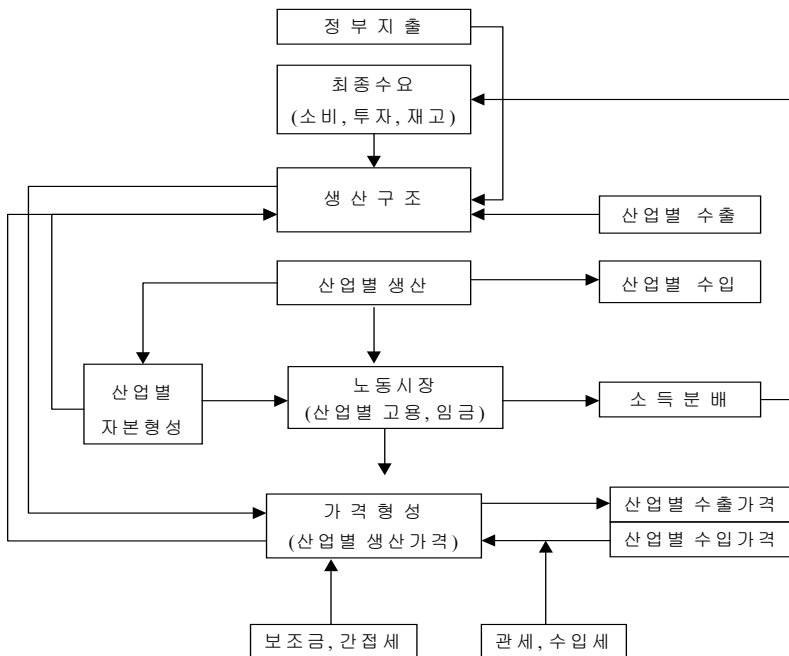 정부지출
최종수요
(소비, 투자, 재고)
생산구조
산업별 수출
산업별 생산
산업별 수입
산업별
자본형성
노동시장
(산업별 고용, 임금)
소득분배
가격형성
(산업별 생산가격)
산업별 수출가격
산업별 수입가격
보조금, 간접세
관세, 수입세